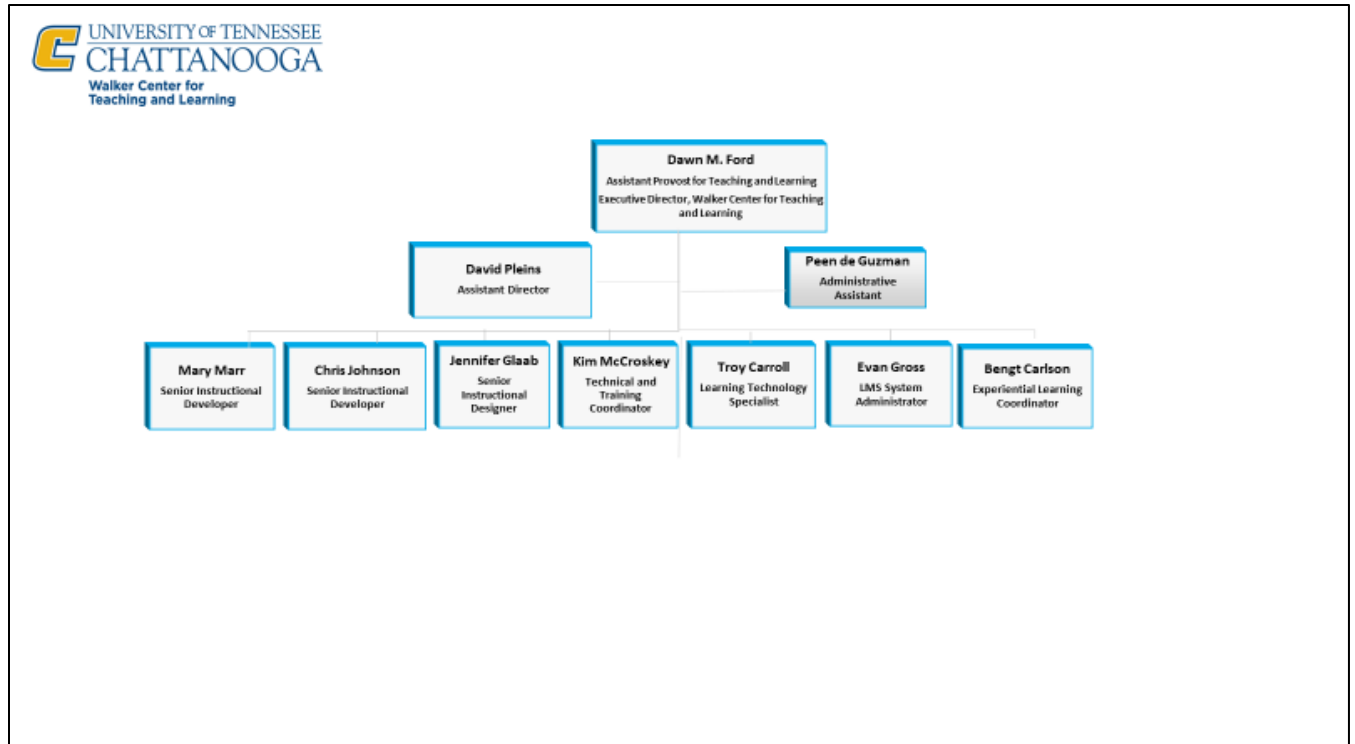 UNIVERSITY OF TENNESSEE
CHATTANOOGA
Walker Center for
Teaching and Learning
Dawn M. Ford
Assistant Provost for Teaching and Learning
Executive Director, Walker Center for Teaching
and Learning
David Pleins
Assistant Director
Peen de Guzman
Administrative
Assistant
Mary Marr
Senior Instructional
Developer
Chris Johnson
Senior Instructional
Developer
Jennifer Glaab
Senior
Instructional
Designer
Kim McCroskey
Technical and
Training
Coordinator
Troy Carroll
Learning Technology
Specialist
Evan Gross
LMS System
Administrator
Bengt Carlson
Experiential Learning
Coordinator